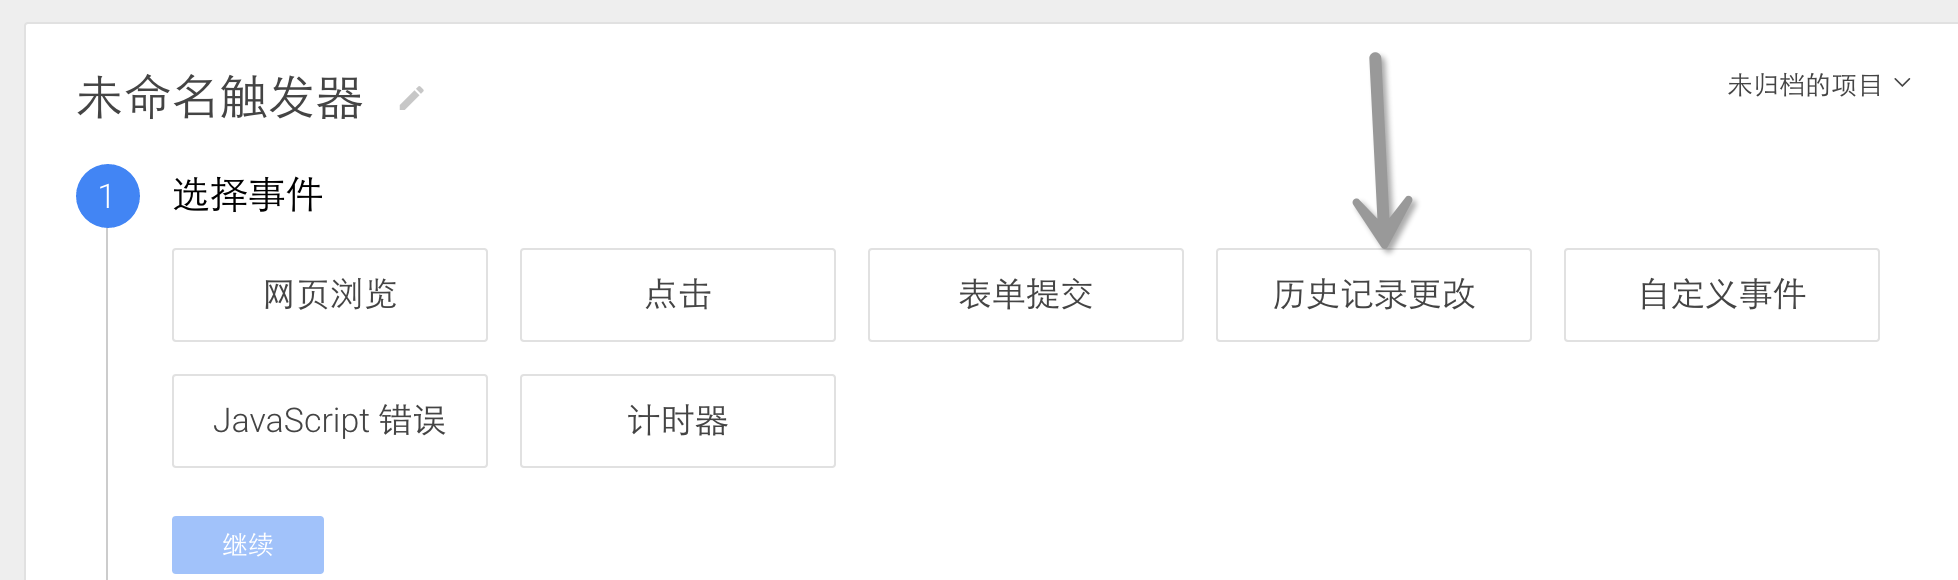 未命名触发器
未归档的项目
1 选择事件
网页浏览 点击 表单提交 历史记录更改 自定义事件
JavaScript 错误 计时器
继续